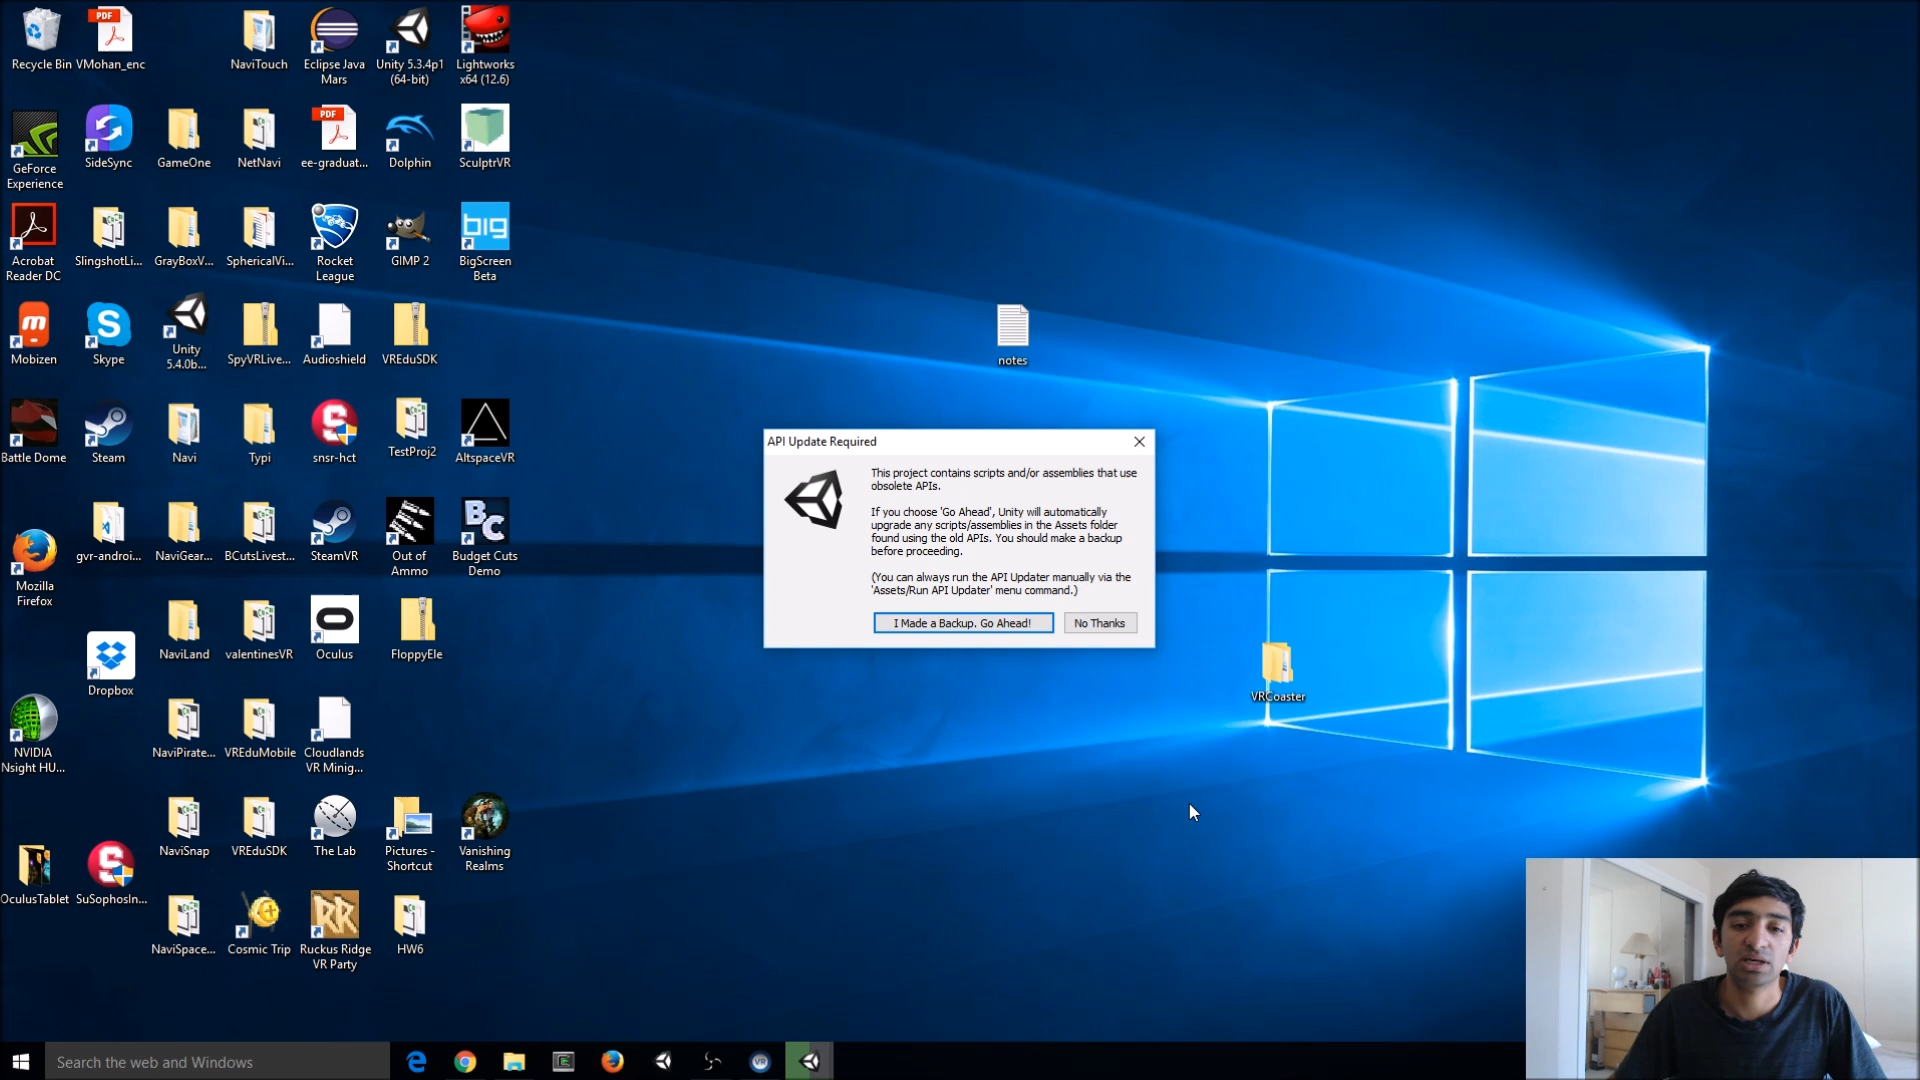 Recycle Bin
VMohan_enc
NaviTouch
Eclipse Java
Mars
Unity 5.3.4p1
(64-bit)
Lightworks
x64 (12.6)
GeForce
Experience
SideSync
GameOne
NetNavi
PDF
ee-graduat...
Dolphin
SculptrVR
Acrobat
Reader DC
SlingshotLi...
GrayBoxV...
SphericalVi...
Rocket
League
GIMP 2
big
BigScreen
Beta
Mobizen
Skype
Unity
5.4.0b...
SpyVRLive...
Audioshield
VREduSDK
notes
Battle Dome
Steam
Navi
Typi
snsr-hct
TestProj2
AltspaceVR
Mozilla
Firefox
gvr-androi...
NaviGear...
BCutsLivest...
SteamVR
Out of
Ammo
BC
Budget Cuts
Demo
Dropbox
NaviLand
valentinesVR
Oculus
FloppyEle
NVIDIA
Nsight HU...
NaviPirate...
VREduMobile
Cloudlands
VR Minig...
OculusTablet
SuSophosIn...
NaviSnap
VREduSDK
The Lab
Pictures -
Shortcut
Vanishing
Realms
NaviSpace...
Cosmic Trip
RR
Ruckus Ridge
VR Party
HW6
API Update Required
This project contains scripts and/or assemblies that use
obsolete APIs.
If you choose 'Go Ahead', Unity will automatically
upgrade any scripts/assemblies in the Assets folder
found using the old APIs. You should make a backup
before proceeding.
(You can always run the API Updater manually via the
'Assets/Run API Updater' menu command.)
I Made a Backup. Go Ahead!
No Thanks
VRCoaster
Search the web and Windows
VR